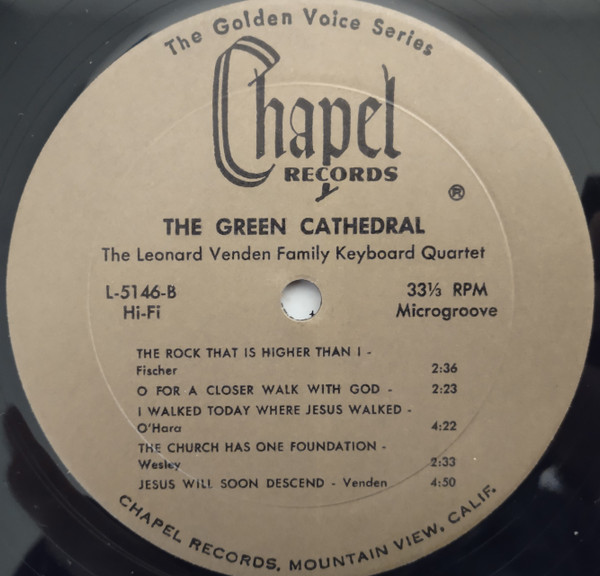 The Golden Voice Series
Chapel
RECORDS
®
THE GREEN CATHEDRAL
The Leonard Venden Family Keyboard Quartet
L-5146-B
Hi-Fi
33⅓ RPM
Microgroove
THE ROCK THAT IS HIGHER THAN I -
Fischer 2:36
O FOR A CLOSER WALK WITH GOD - 2:23
I WALKED TODAY WHERE JESUS WALKED -
O'Hara 4:22
THE CHURCH HAS ONE FOUNDATION -
Wesley 2:33
JESUS WILL SOON DESCEND - Venden 4:50
CHAPEL RECORDS, MOUNTAIN VIEW, CALIF.